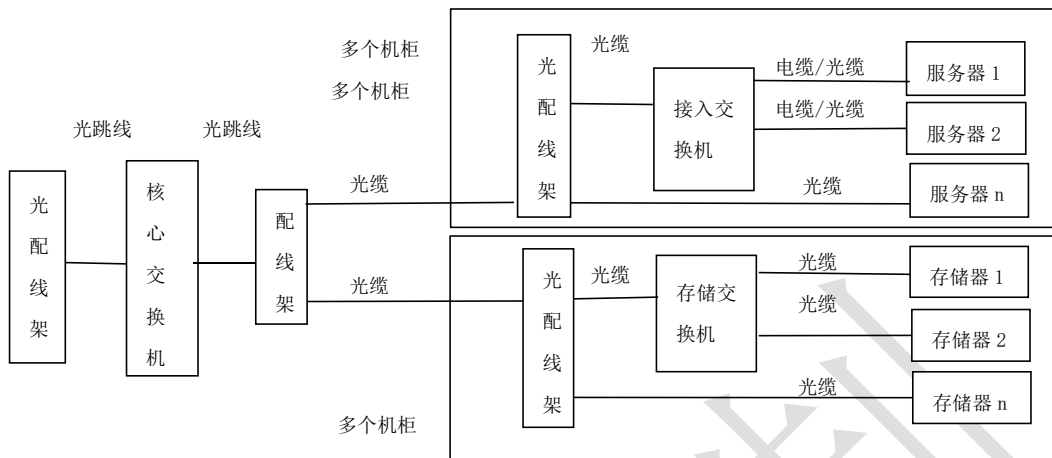 多个机柜
光缆
多个机柜
电缆/光缆
服务器 1
光配线架
接入交
换机
电缆/光缆
服务器 2
光缆
服务器 n
光跳线
光跳线
光配线架
核心交换机
配线架
光缆
光缆
光配线架
光缆
存储交
换机
光缆
存储器 1
光缆
存储器 2
光缆
存储器 n
多个机柜